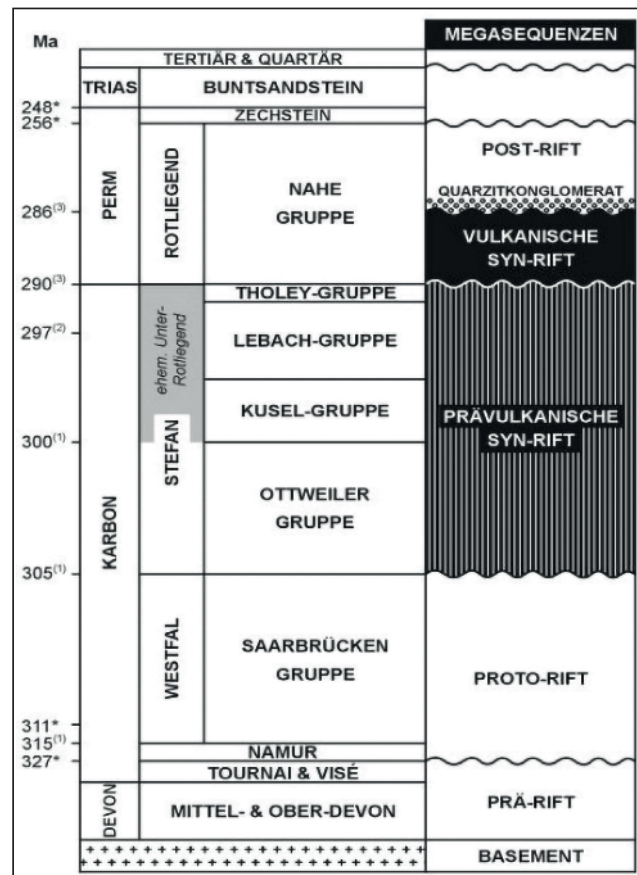 Ma
MEGASEQUENZEN
TERTIÄR & QUARTÄR
TRIAS
BUNTSANDSTEIN
248*
ZECHSTEIN
256*
PERM
ROTLIEGEND
NAHE
GRUPPE
POST-RIFT
QUARZITKONGLOMERAT
286(3)
VULKANISCHE
SYN-RIFT
290(3)
THOLEY-GRUPPE
297(2)
ehem. Unter-
Rotliegend
LEBACH-GRUPPE
KUSEL-GRUPPE
PRÄVULKANISCHE
SYN-RIFT
300(1)
STEFAN
OTTWEILER
GRUPPE
KARBON
305(1)
WESTFAL
SAARBRÜCKEN
GRUPPE
PROTO-RIFT
311*
315(1)
NAMUR
327*
TOURNAI & VISÉ
DEVON
MITTEL- & OBER-DEVON
PRÄ-RIFT
BASEMENT